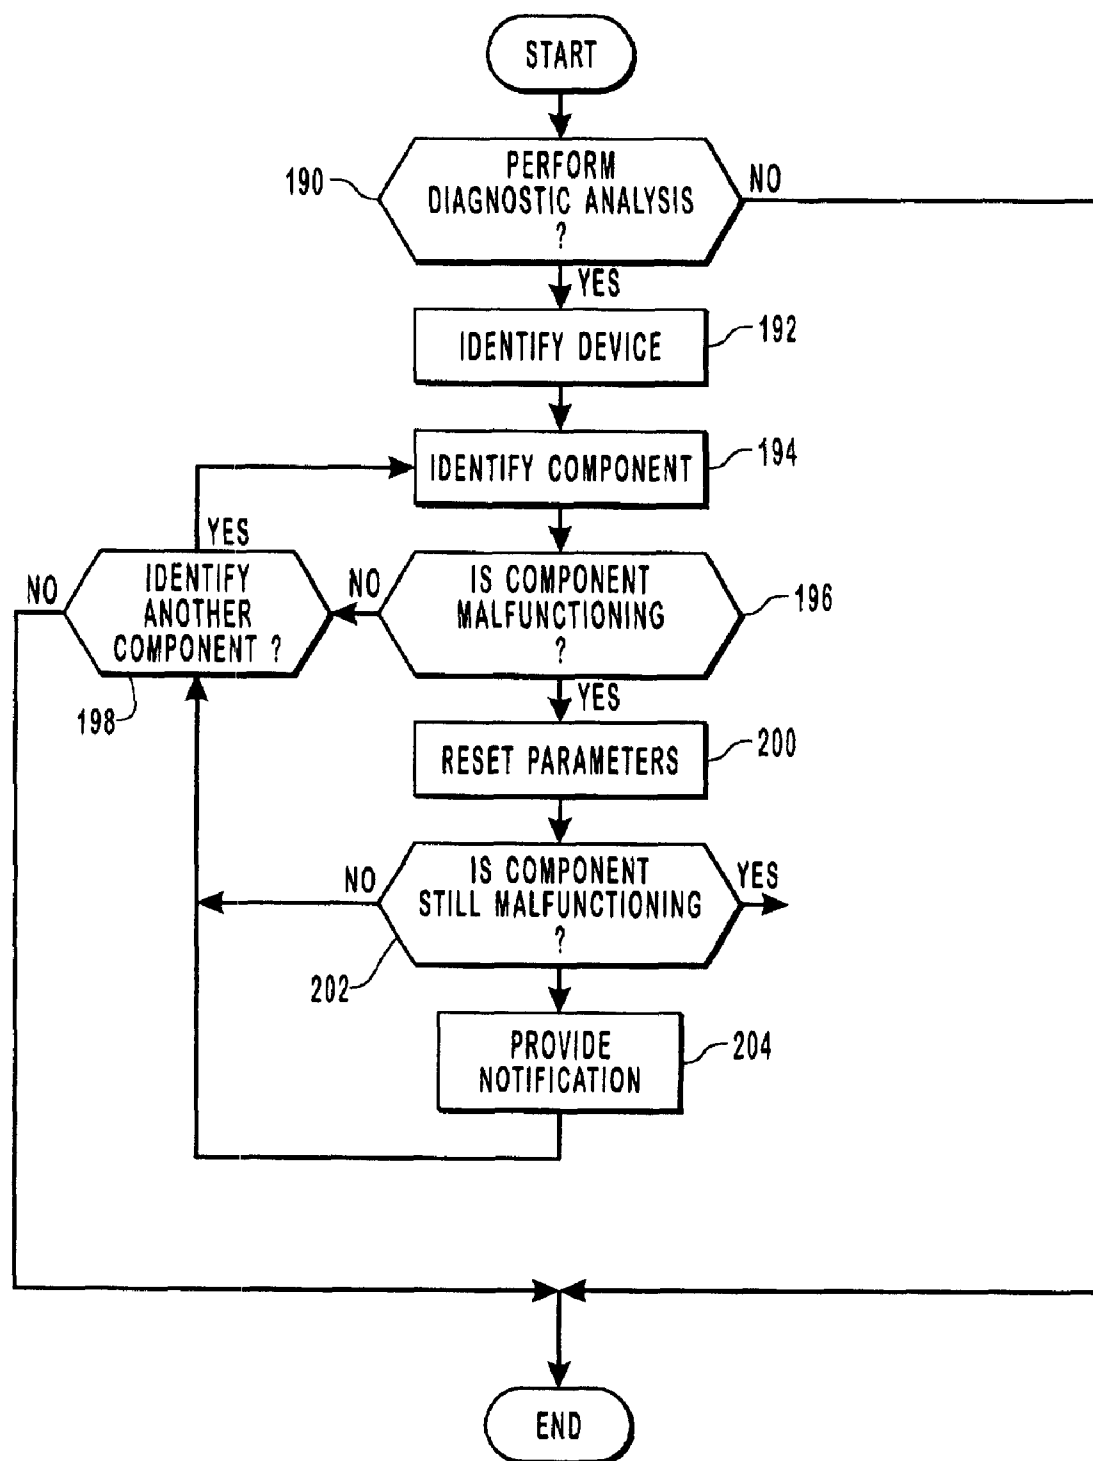 START
PERFORM
DIAGNOSTIC ANALYSIS
?
190
NO
YES
IDENTIFY DEVICE
192
IDENTIFY COMPONENT
194
YES
NO
IDENTIFY
ANOTHER
COMPONENT ?
198
NO
IS COMPONENT
MALFUNCTIONING
?
196
YES
RESET PARAMETERS
200
NO
IS COMPONENT
STILL MALFUNCTIONING
?
YES
202
PROVIDE
NOTIFICATION
204
END